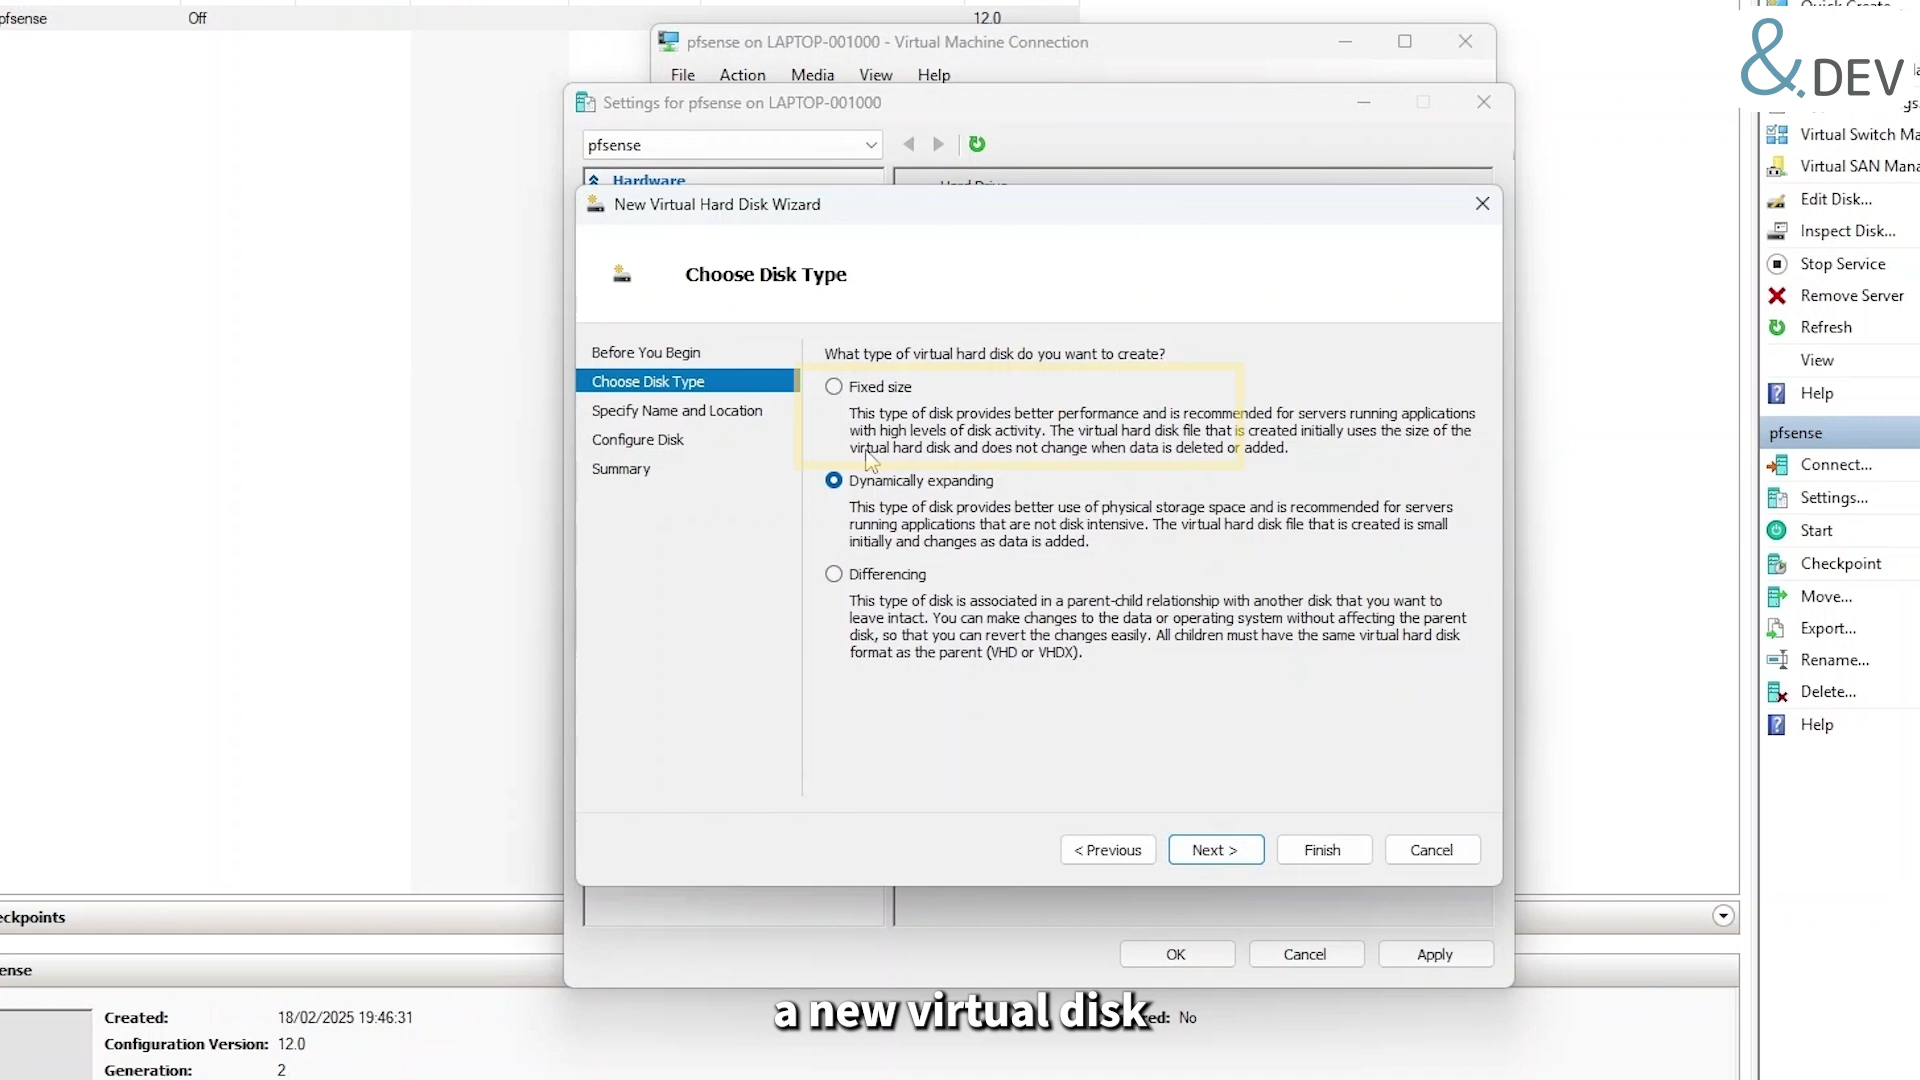 pfsense Off 12.0
pfsense on LAPTOP-001000 - Virtual Machine Connection
File Action Media View Help
Settings for pfsense on LAPTOP-001000
pfsense
Hardware
Hard Drive
New Virtual Hard Disk Wizard
Choose Disk Type
Before You Begin
Choose Disk Type
Specify Name and Location
Configure Disk
Summary
What type of virtual hard disk do you want to create?
Fixed size
This type of disk provides better performance and is recommended for servers running applications
with high levels of disk activity. The virtual hard disk file that is created initially uses the size of the
virtual hard disk and does not change when data is deleted or added.
Dynamically expanding
This type of disk provides better use of physical storage space and is recommended for servers
running applications that are not disk intensive. The virtual hard disk file that is created is small
initially and changes as data is added.
Differencing
This type of disk is associated in a parent-child relationship with another disk that you want to
leave intact. You can make changes to the data or operating system without affecting the parent
disk, so that you can revert the changes easily. All children must have the same virtual hard disk
format as the parent (VHD or VHDX).
< Previous Next > Finish Cancel
OK Cancel Apply
eckpoints
ense
Created: 18/02/2025 19:46:31
Configuration Version: 12.0
Generation: 2
ed: No
a new virtual disk
&.DEV
Quick Create...
Virtual Switch Ma
Virtual SAN Mana
Edit Disk...
Inspect Disk...
Stop Service
Remove Server
Refresh
View
Help
pfsense
Connect...
Settings...
Start
Checkpoint
Move...
Export...
Rename...
Delete...
Help